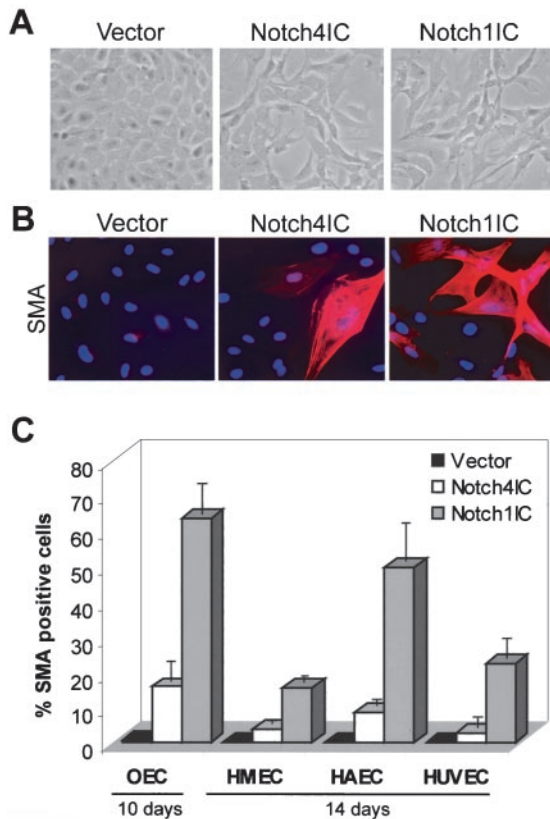 A
Vector Notch4IC Notch1IC
B
Vector Notch4IC Notch1IC
SMA
C
% SMA positive cells
80
70
60
50
40
30
20
10
0
Vector
Notch4IC
Notch1IC
OEC HMEC HAEC HUVEC
10 days 14 days